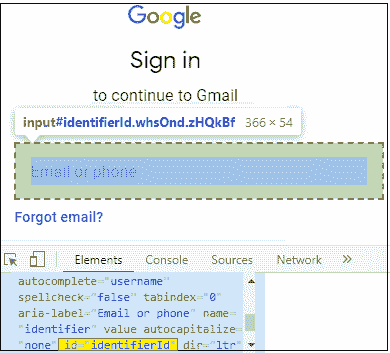 Google
Sign in
to continue to Gmail
input#identifierId.whsOnd.zHQkBf 366 × 54
Email or phone
Forgot email?
Elements Console Sources Network »
autocomplete="username"
spellcheck="false" tabindex="0"
aria-label="Email or phone" name=
"identifier" value autocapitalize=
"none" id="identifierId" dir="ltr"